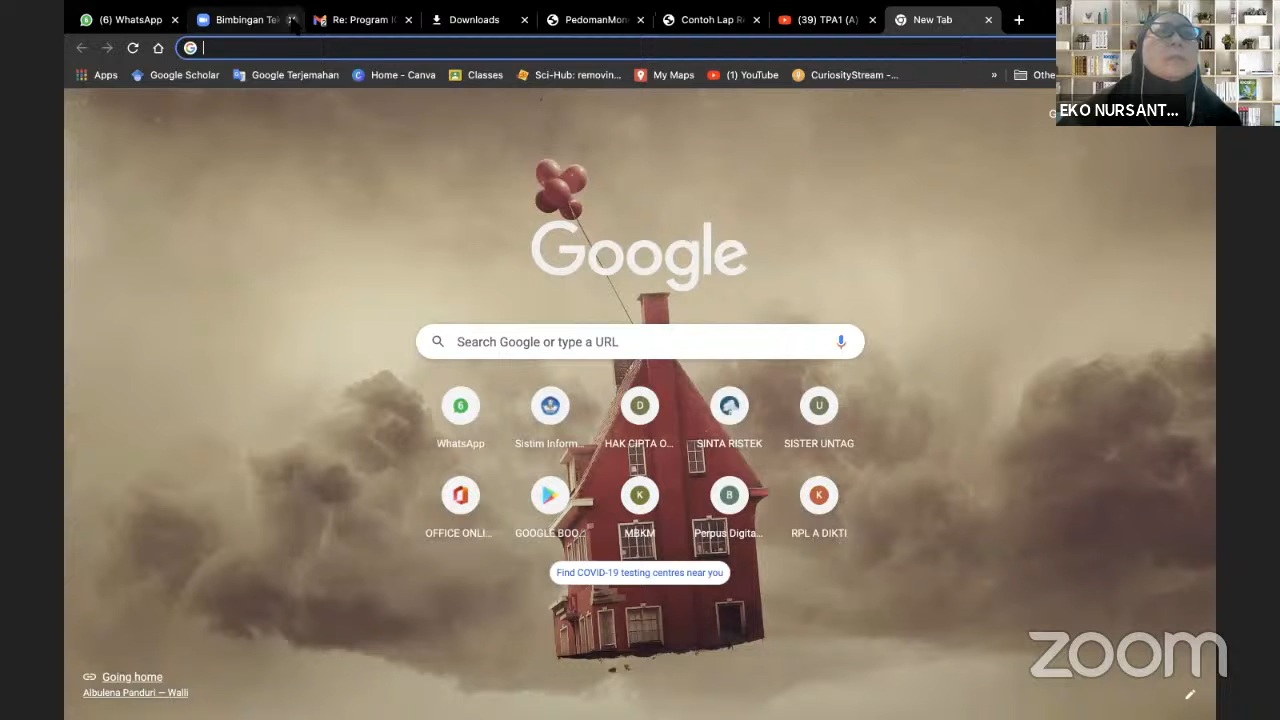 (6) WhatsApp
Bimbingan Tek
Re: Program K
Downloads
PedomanMon
Contoh Lap R
(39) TPA1 (A)
New Tab
Apps
Google Scholar
Google Terjemahan
Home - Canva
Classes
Sci-Hub: removin...
My Maps
(1) YouTube
CuriosityStream -...
»
Othe
EKO NURSANT...
Google
Search Google or type a URL
6
D
U
WhatsApp
Sistim Inform...
HAK CIPTA O...
SINTA RISTEK
SISTER UNTAG
K
B
K
OFFICE ONLI...
GOOGLE BOO...
MBKM
Perpus Digita...
RPL A DIKTI
Find COVID-19 testing centres near you
Going home
Albulena Panduri — Walli
zoom